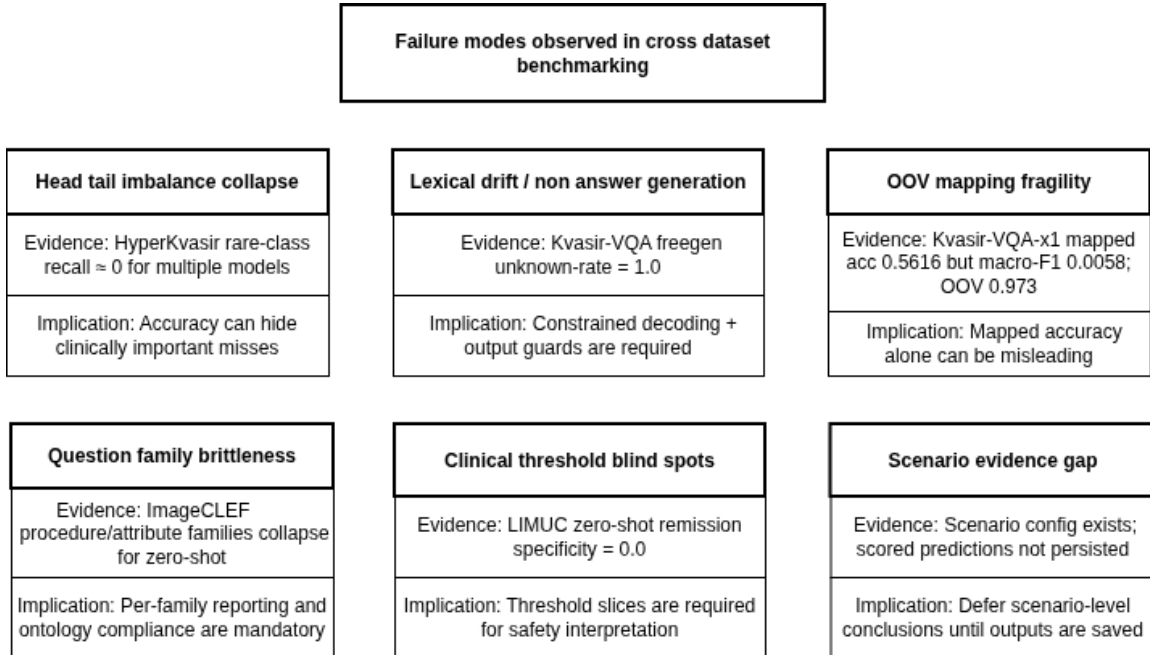 Failure modes observed in cross dataset
benchmarking
Head tail imbalance collapse
Evidence: HyperKvasir rare-class
recall ≈ 0 for multiple models
Implication: Accuracy can hide
clinically important misses
Lexical drift / non answer generation
Evidence: Kvasir-VQA freegen
unknown-rate = 1.0
Implication: Constrained decoding +
output guards are required
OOV mapping fragility
Evidence: Kvasir-VQA-x1 mapped
acc 0.5616 but macro-F1 0.0058;
OOV 0.973
Implication: Mapped accuracy
alone can be misleading
Question family brittleness
Evidence: ImageCLEF
procedure/attribute families collapse
for zero-shot
Implication: Per-family reporting and
ontology compliance are mandatory
Clinical threshold blind spots
Evidence: LIMUC zero-shot remission
specificity = 0.0
Implication: Threshold slices are required
for safety interpretation
Scenario evidence gap
Evidence: Scenario config exists;
scored predictions not persisted
Implication: Defer scenario-level
conclusions until outputs are saved